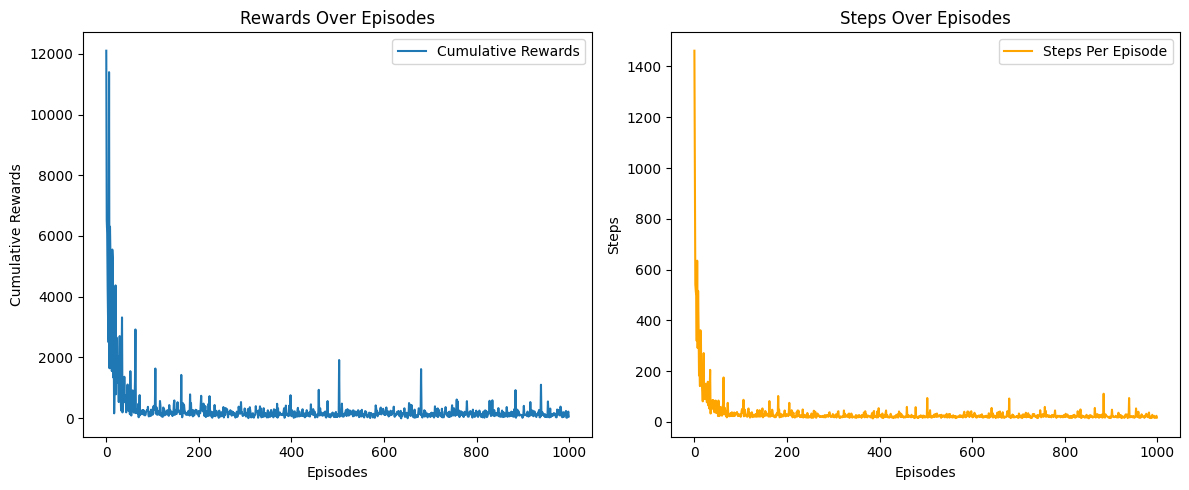 Rewards Over Episodes
Cumulative Rewards
12000
10000
8000
6000
4000
2000
0
Cumulative Rewards
0 200 400 600 800 1000
Episodes
Steps Over Episodes
Steps Per Episode
1400
1200
1000
800
600
400
200
0
Steps
0 200 400 600 800 1000
Episodes